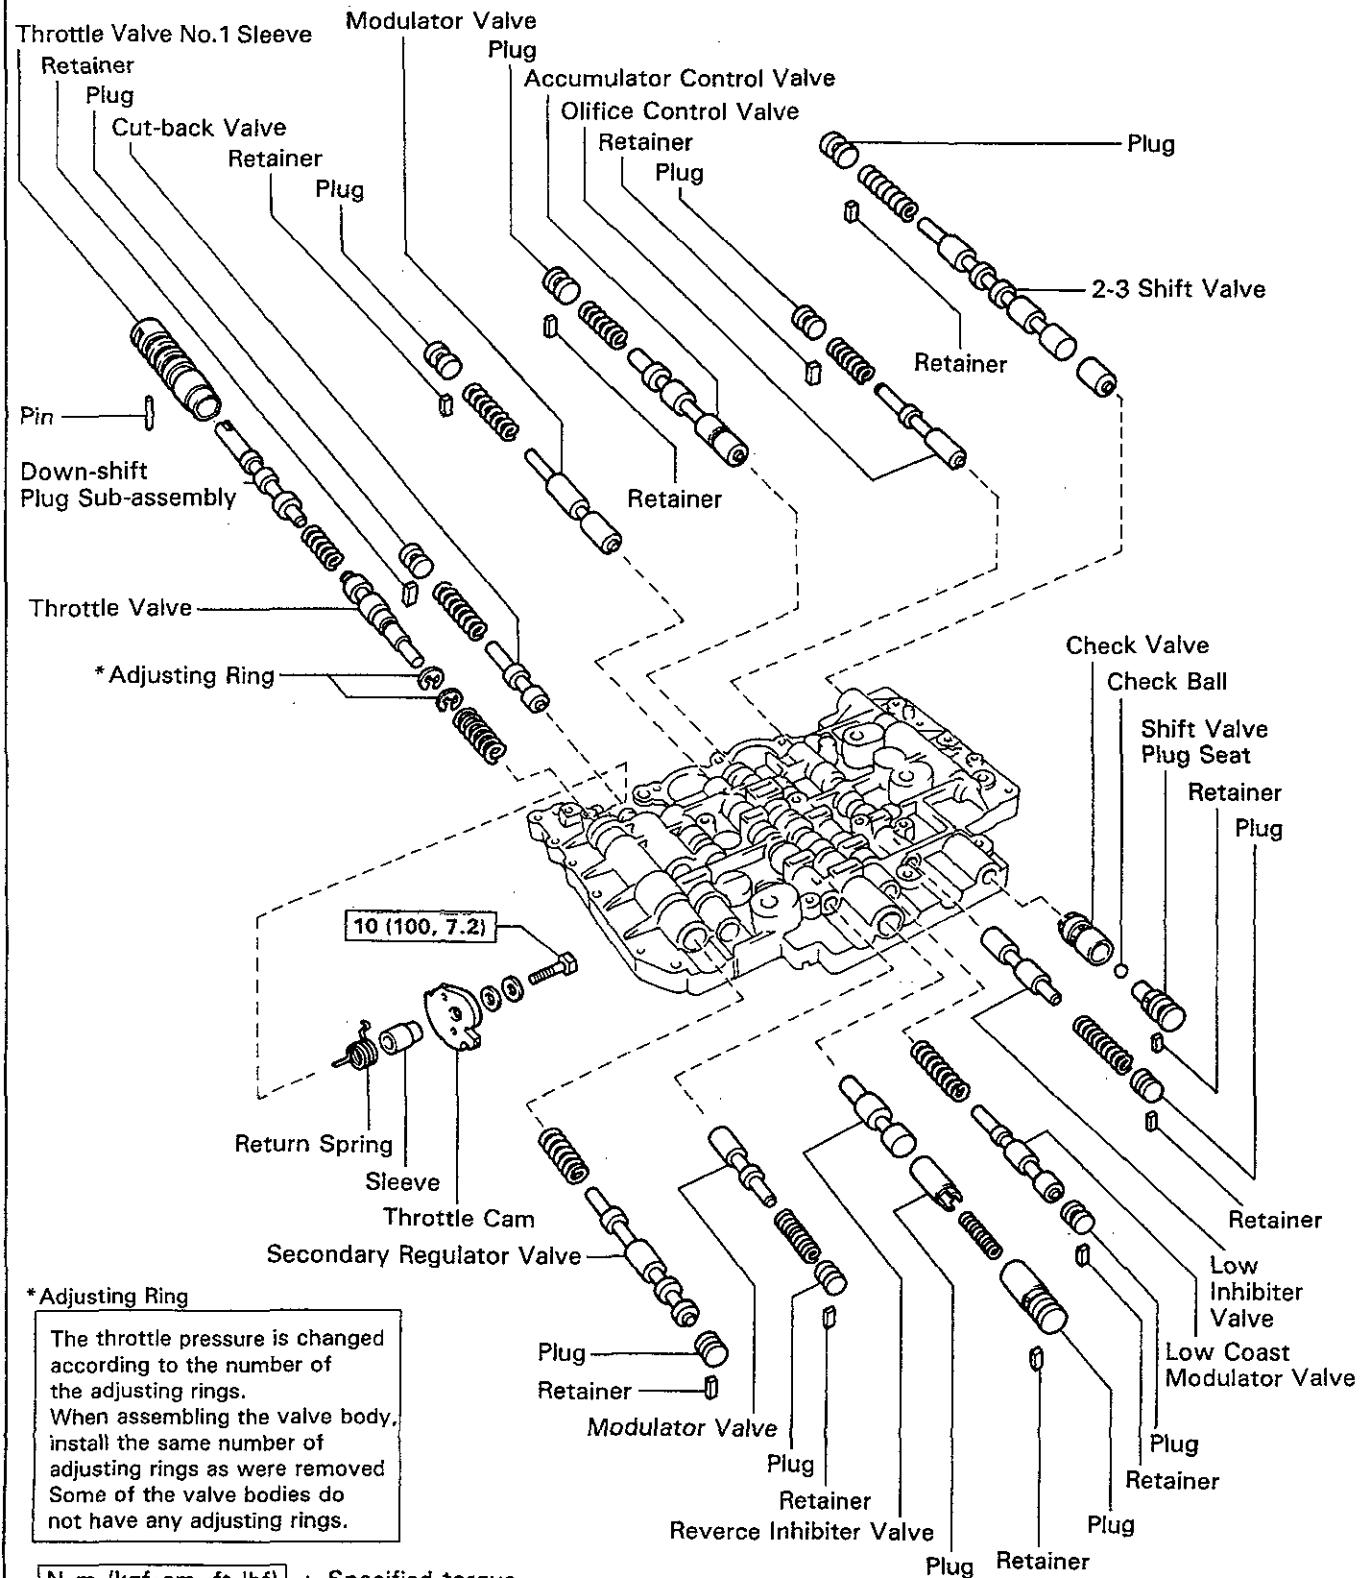 Throttle Valve No.1 Sleeve
Retainer
Plug
Cut-back Valve
Retainer
Plug
Modulator Valve
Plug
Accumulator Control Valve
Olifice Control Valve
Retainer
Plug
Plug
Retainer
2-3 Shift Valve
Retainer
Pin
Down-shift
Plug Sub-assembly
Throttle Valve
*Adjusting Ring
Check Valve
Check Ball
Shift Valve
Plug Seat
Retainer
Plug
10 (100, 7.2)
Return Spring
Sleeve
Throttle Cam
Secondary Regulator Valve
Plug
Retainer
Modulator Valve
Plug
Retainer
Reverce Inhibiter Valve
Plug
Retainer
Plug
Retainer
Plug
Low Coast
Modulator Valve
Low
Inhibiter
Valve
Retainer
*Adjusting Ring
The throttle pressure is changed
according to the number of
the adjusting rings.
When assembling the valve body,
install the same number of
adjusting rings as were removed
Some of the valve bodies do
not have any adjusting rings.
N·m (kgf·cm, ft·lbf) : Specified torque